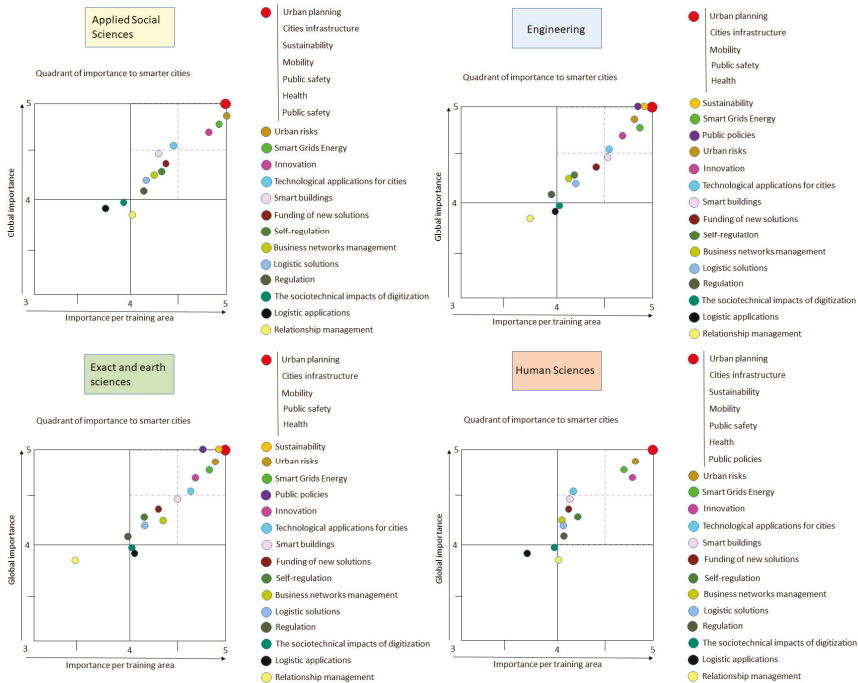 Applied Social
Sciences
Quadrant of importance to smarter cities
5
4
Global importance
3
4
5
Importance per training area
Urban planning
Cities infrastructure
Sustainability
Mobility
Public safety
Health
Public safety
Urban risks
Smart Grids Energy
Innovation
Technological applications for cities
Smart buildings
Funding of new solutions
Self-regulation
Business networks management
Logistic solutions
Regulation
The sociotechnical impacts of digitization
Logistic applications
Relationship management
Engineering
Quadrant of importance to smarter cities
5
4
Global importance
3
4
5
Importance per training area
Urban planning
Cities infrastructure
Mobility
Public safety
Health
Sustainability
Smart Grids Energy
Public policies
Urban risks
Innovation
Technological applications for cities
Smart buildings
Funding of new solutions
Self-regulation
Business networks management
Logistic solutions
Regulation
The sociotechnical impacts of digitization
Logistic applications
Relationship management
Exact and earth
sciences
Quadrant of importance to smarter cities
5
4
Global importance
3
4
5
Importance per training area
Urban planning
Cities infrastructure
Mobility
Public safety
Health
Sustainability
Urban risks
Smart Grids Energy
Public policies
Innovation
Technological applications for cities
Smart buildings
Funding of new solutions
Self-regulation
Business networks management
Logistic solutions
Regulation
The sociotechnical impacts of digitization
Logistic applications
Relationship management
Human Sciences
Quadrant of importance to smarter cities
5
4
Global importance
3
4
5
Importance per training area
Urban planning
Cities infrastructure
Sustainability
Mobility
Public safety
Health
Public policies
Urban risks
Smart Grids Energy
Innovation
Technological applications for cities
Smart buildings
Funding of new solutions
Self-regulation
Business networks management
Logistic solutions
Regulation
The sociotechnical impacts of digitization
Logistic applications
Relationship management